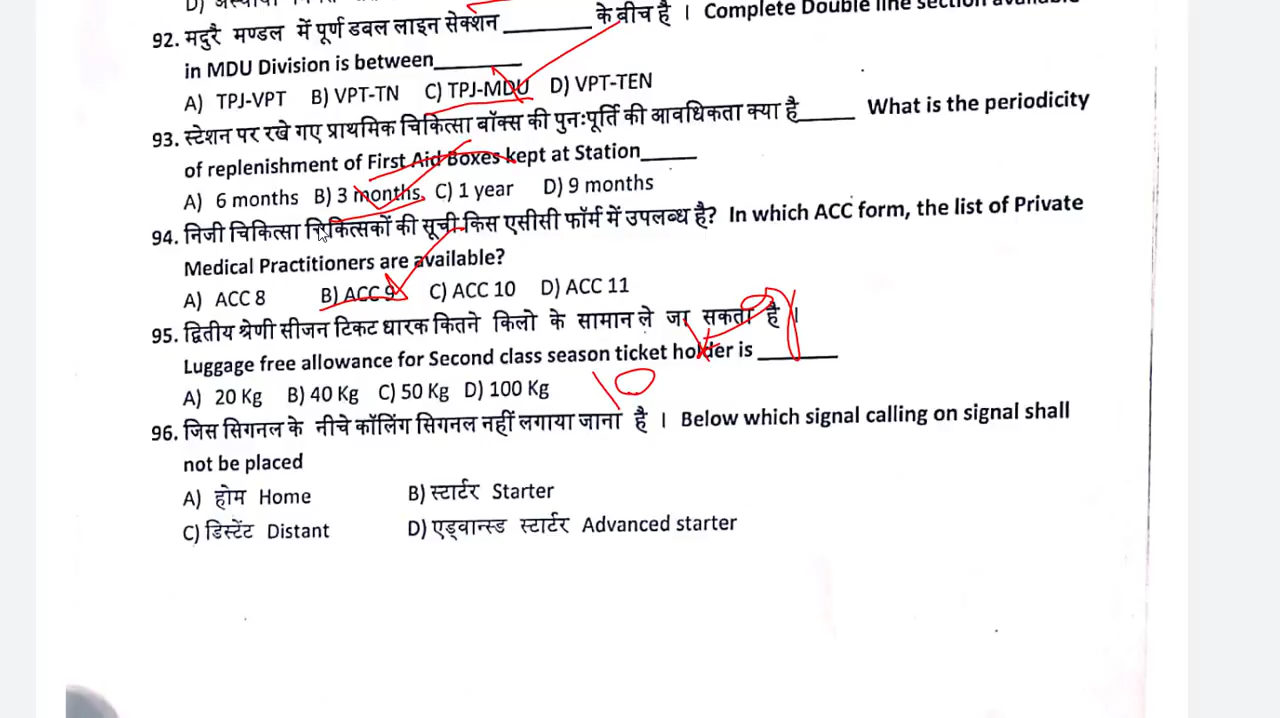 92. मदुरै मण्डल में पूर्ण डबल लाइन सेक्शन ________ के बीच है । Complete Double line section available
in MDU Division is between________
A) TPJ-VPT B) VPT-TN C) TPJ-MDU D) VPT-TEN
93. स्टेशन पर रखे गए प्राथमिक चिकित्सा बॉक्स की पुनःपूर्ति की आवधिकता क्या है_____ What is the periodicity
of replenishment of First Aid Boxes kept at Station_____
A) 6 months B) 3 months C) 1 year D) 9 months
94. निजी चिकित्सा चिकित्सकों की सूची किस एसीसी फॉर्म में उपलब्ध है? In which ACC form, the list of Private
Medical Practitioners are available?
A) ACC 8 B) ACC 9 C) ACC 10 D) ACC 11
95. द्वितीय श्रेणी सीजन टिकट धारक कितने किलो के सामान ले जा सकता है ।
Luggage free allowance for Second class season ticket holder is _______
A) 20 Kg B) 40 Kg C) 50 Kg D) 100 Kg 10
96. जिस सिगनल के नीचे कॉलिंग सिगनल नहीं लगाया जाना है । Below which signal calling on signal shall
not be placed
A) होम Home B) स्टार्टर Starter
C) डिस्टेंट Distant D) एड्वान्स्ड स्टार्टर Advanced starter